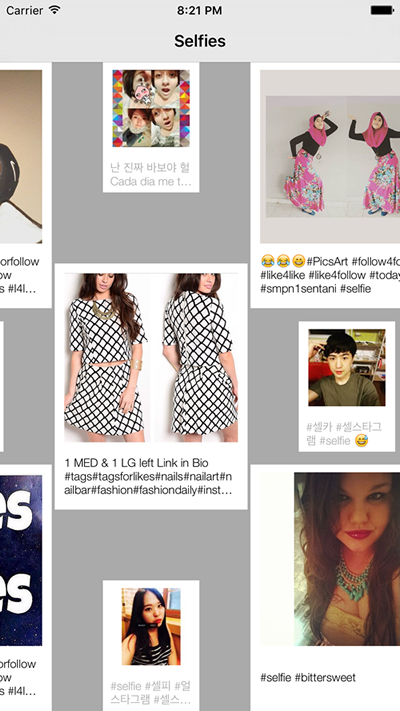 Carrier 8:21 PM
Selfies
orfollow
ow
s #l4l...
난 진짜 바보야 헐
Cada dia me t...
😂😂😄#PicsArt #follow4fo
#like4like #like4follow #today
#smpn1sentani #selfie
1 MED & 1 LG left Link in Bio
#tags#tagsforlikes#nails#nailart#n
ailbar#fashion#fashiondaily#inst...
#셀카 #셀스타그
램 #selfie 😅
es
es
orfollow
ow
s #l4l...
#selfie #셀피 #얼
스타그램 #셀스...
#selfie #bittersweet